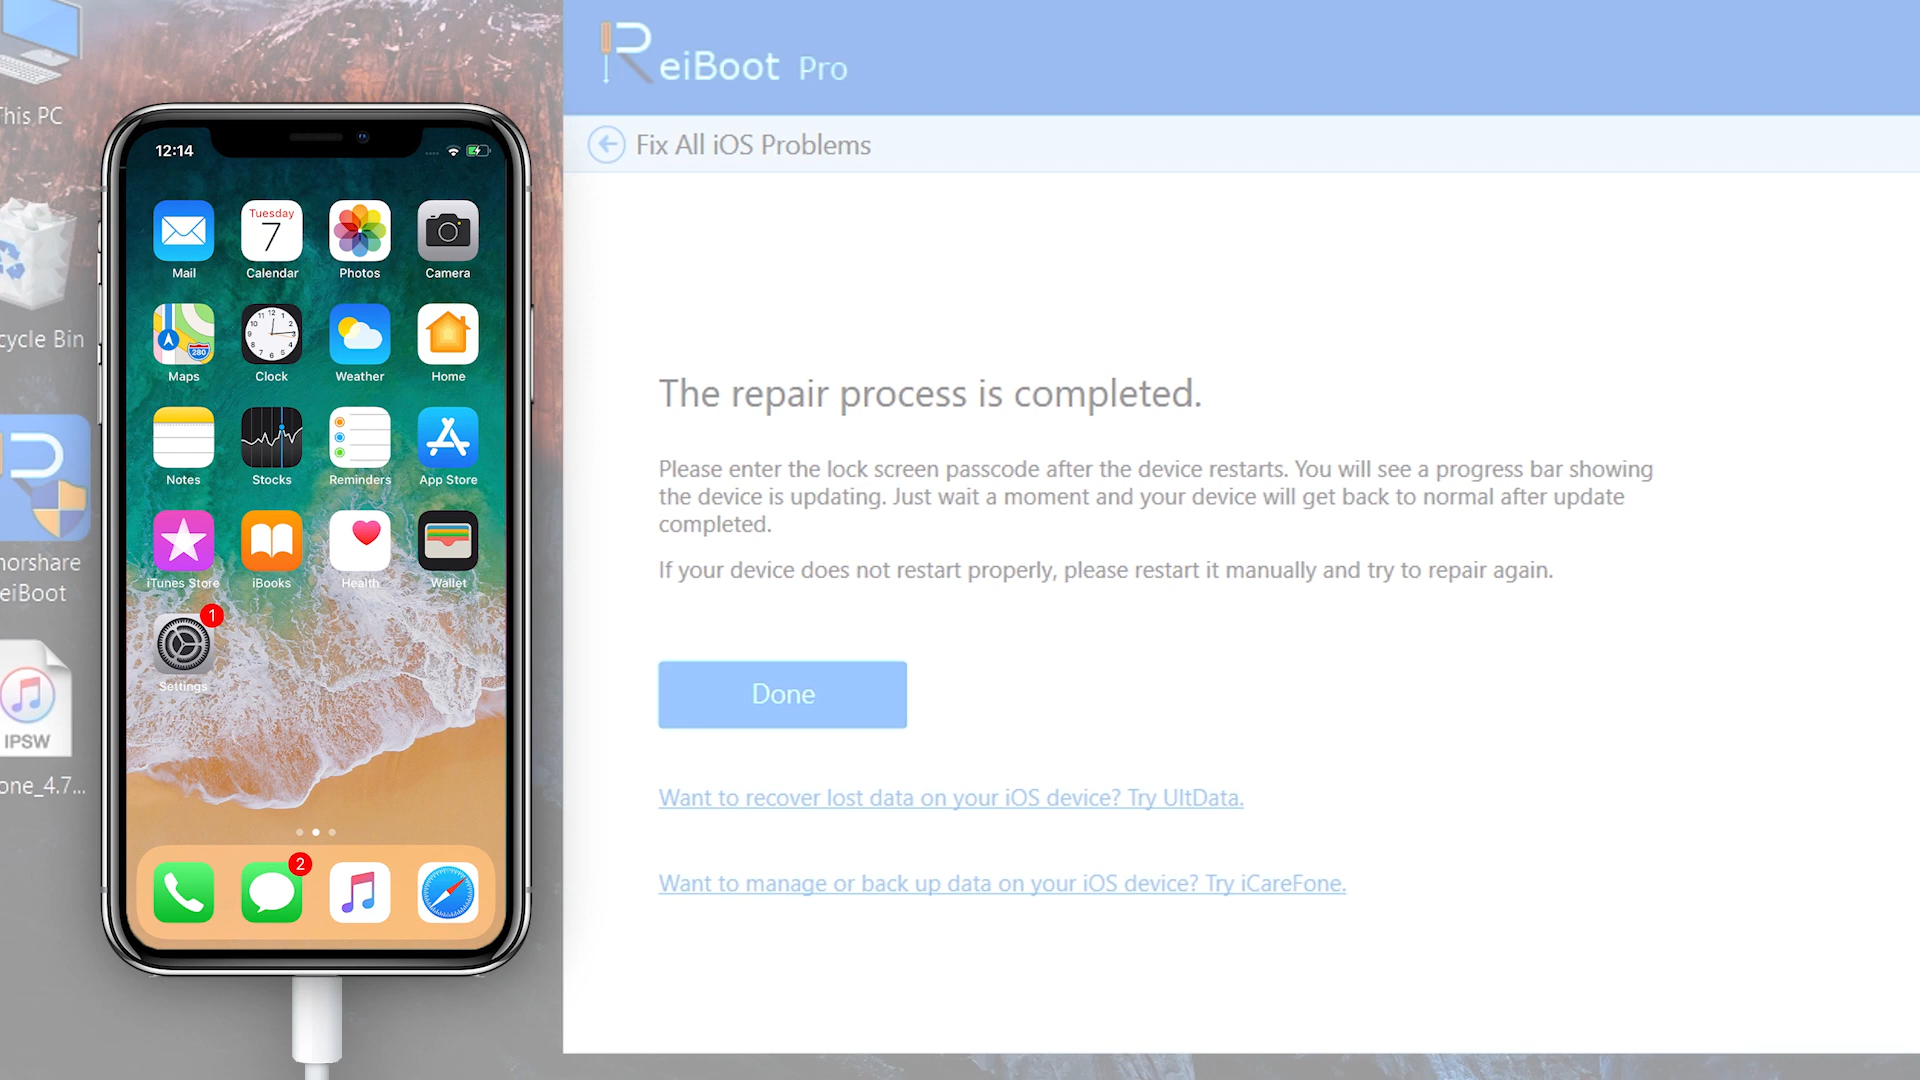 This PC
cycle Bin
norshare
eiBoot
IPSW
one_4.7...
12:14
Mail
Tuesday
7
Calendar
Photos
Camera
Maps
280
Clock
Weather
Home
Notes
Stocks
Reminders
App Store
iTunes Store
iBooks
Health
Wallet
1
Settings
2
ReiBoot Pro
Fix All iOS Problems
The repair process is completed.
Please enter the lock screen passcode after the device restarts. You will see a progress bar showing
the device is updating. Just wait a moment and your device will get back to normal after update
completed.
If your device does not restart properly, please restart it manually and try to repair again.
Done
Want to recover lost data on your iOS device? Try UltData.
Want to manage or back up data on your iOS device? Try iCareFone.